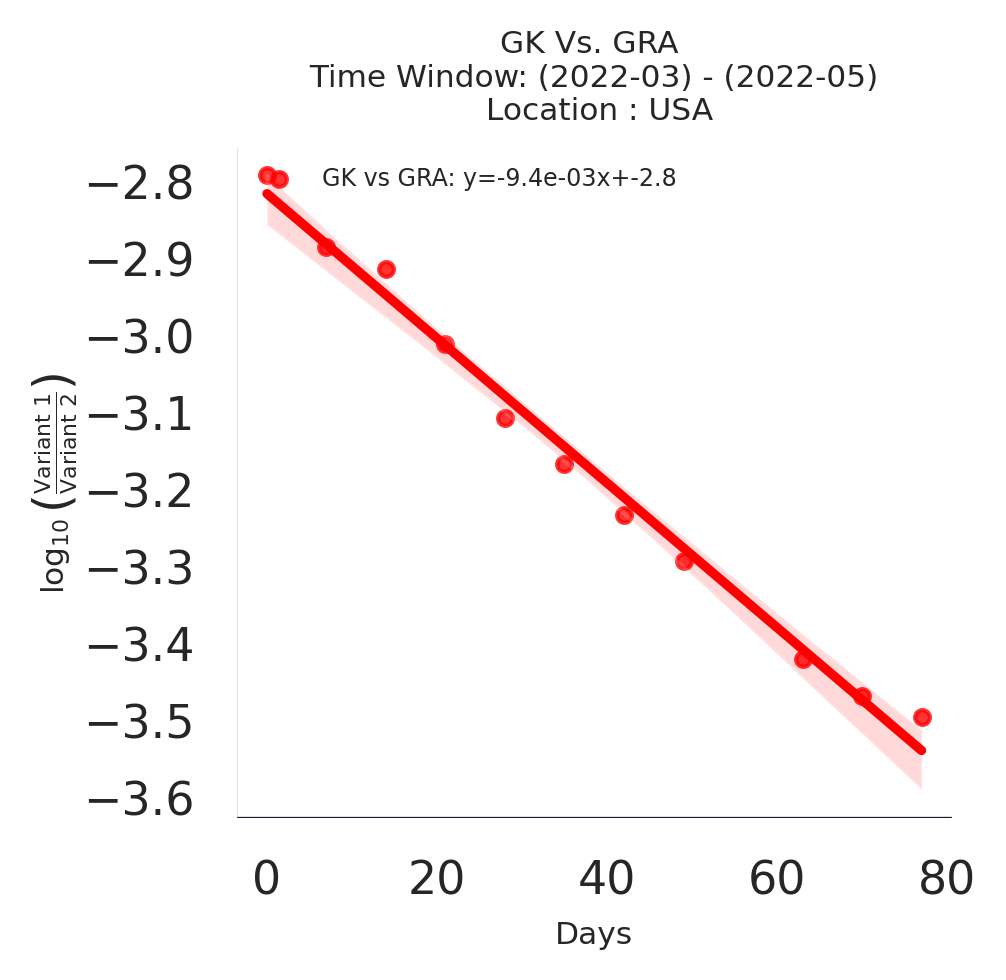 GK Vs. GRA
Time Window: (2022-03) - (2022-05)
Location : USA
GK vs GRA: y=-9.4e-03x+-2.8
−2.8
−2.9
−3.0
−3.1
−3.2
−3.3
−3.4
−3.5
−3.6
log10 (Variant 1 / Variant 2)
0 20 40 60 80
Days